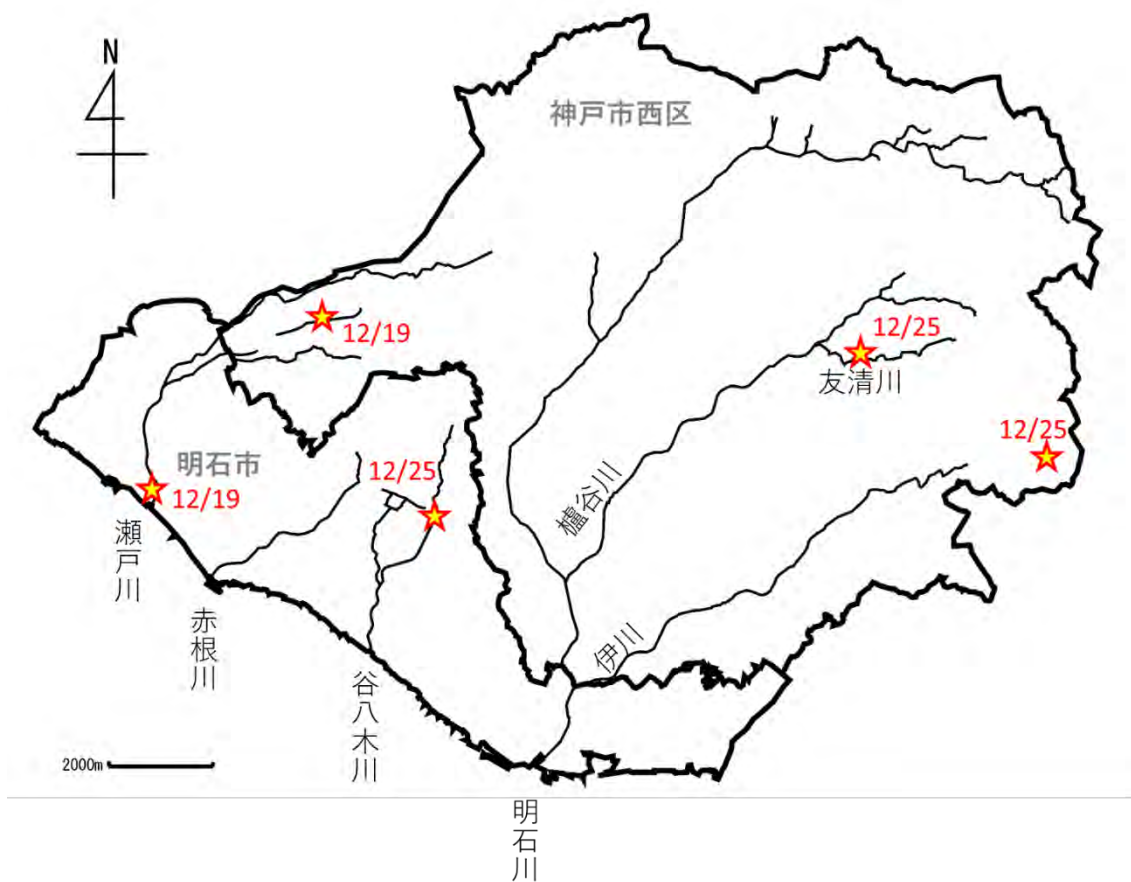 N
神戸市西区
12/19
12/25
友清川
12/25
明石市
12/25
12/19
櫨谷川
瀬戸川
伊川
赤根川
谷八木川
2000m
明石川